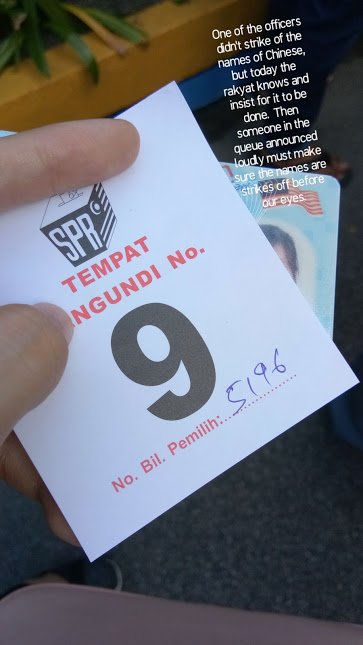 One of the officers
didn't strike of the
names of Chinese,
but today the
rakyat knows and
insist for it to be
done. Then
someone in the
queue announced
loudly must make
sure the names are
strikes off before
our eyes.
SPR
TEMPAT
NGUNDI No.
9
No. Bil. Pemilih: 5196